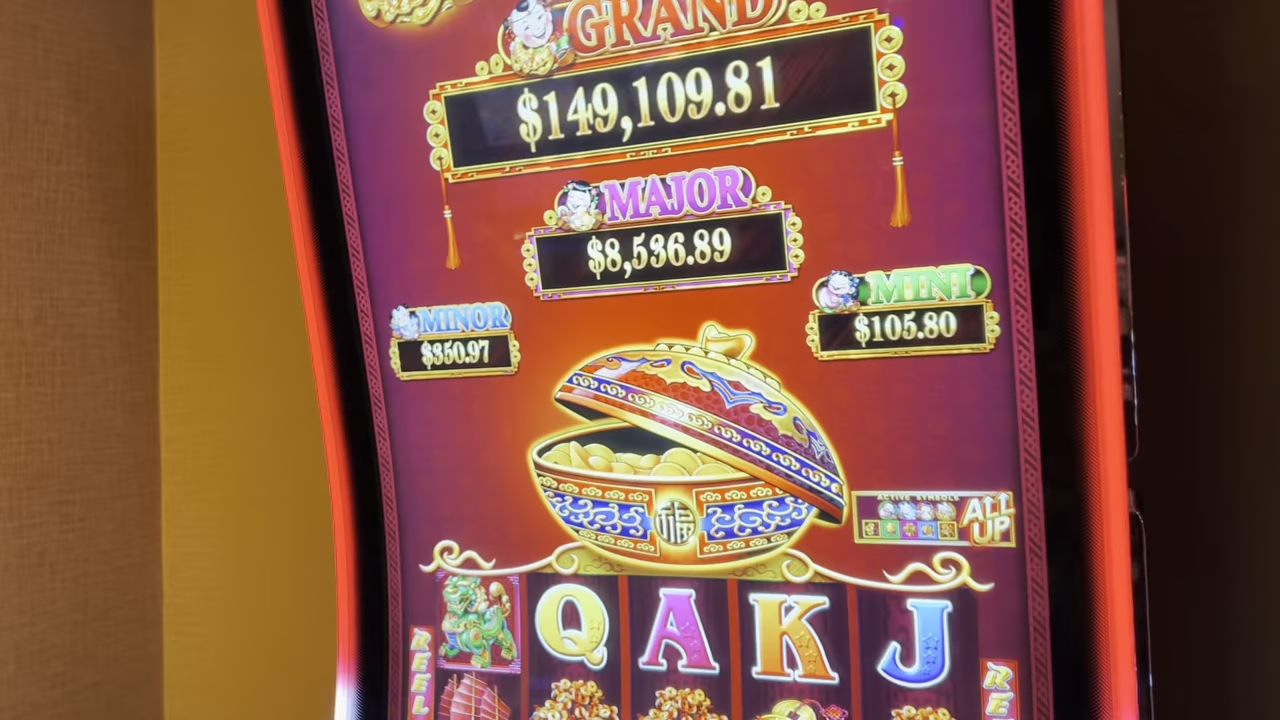 GRAND
$149,109.81
MAJOR
$8,536.89
MINOR
$350.97
MINI
$105.80
福
ACTIVE SYMBOLS
ALL UP
Q A K J
REEL
RE